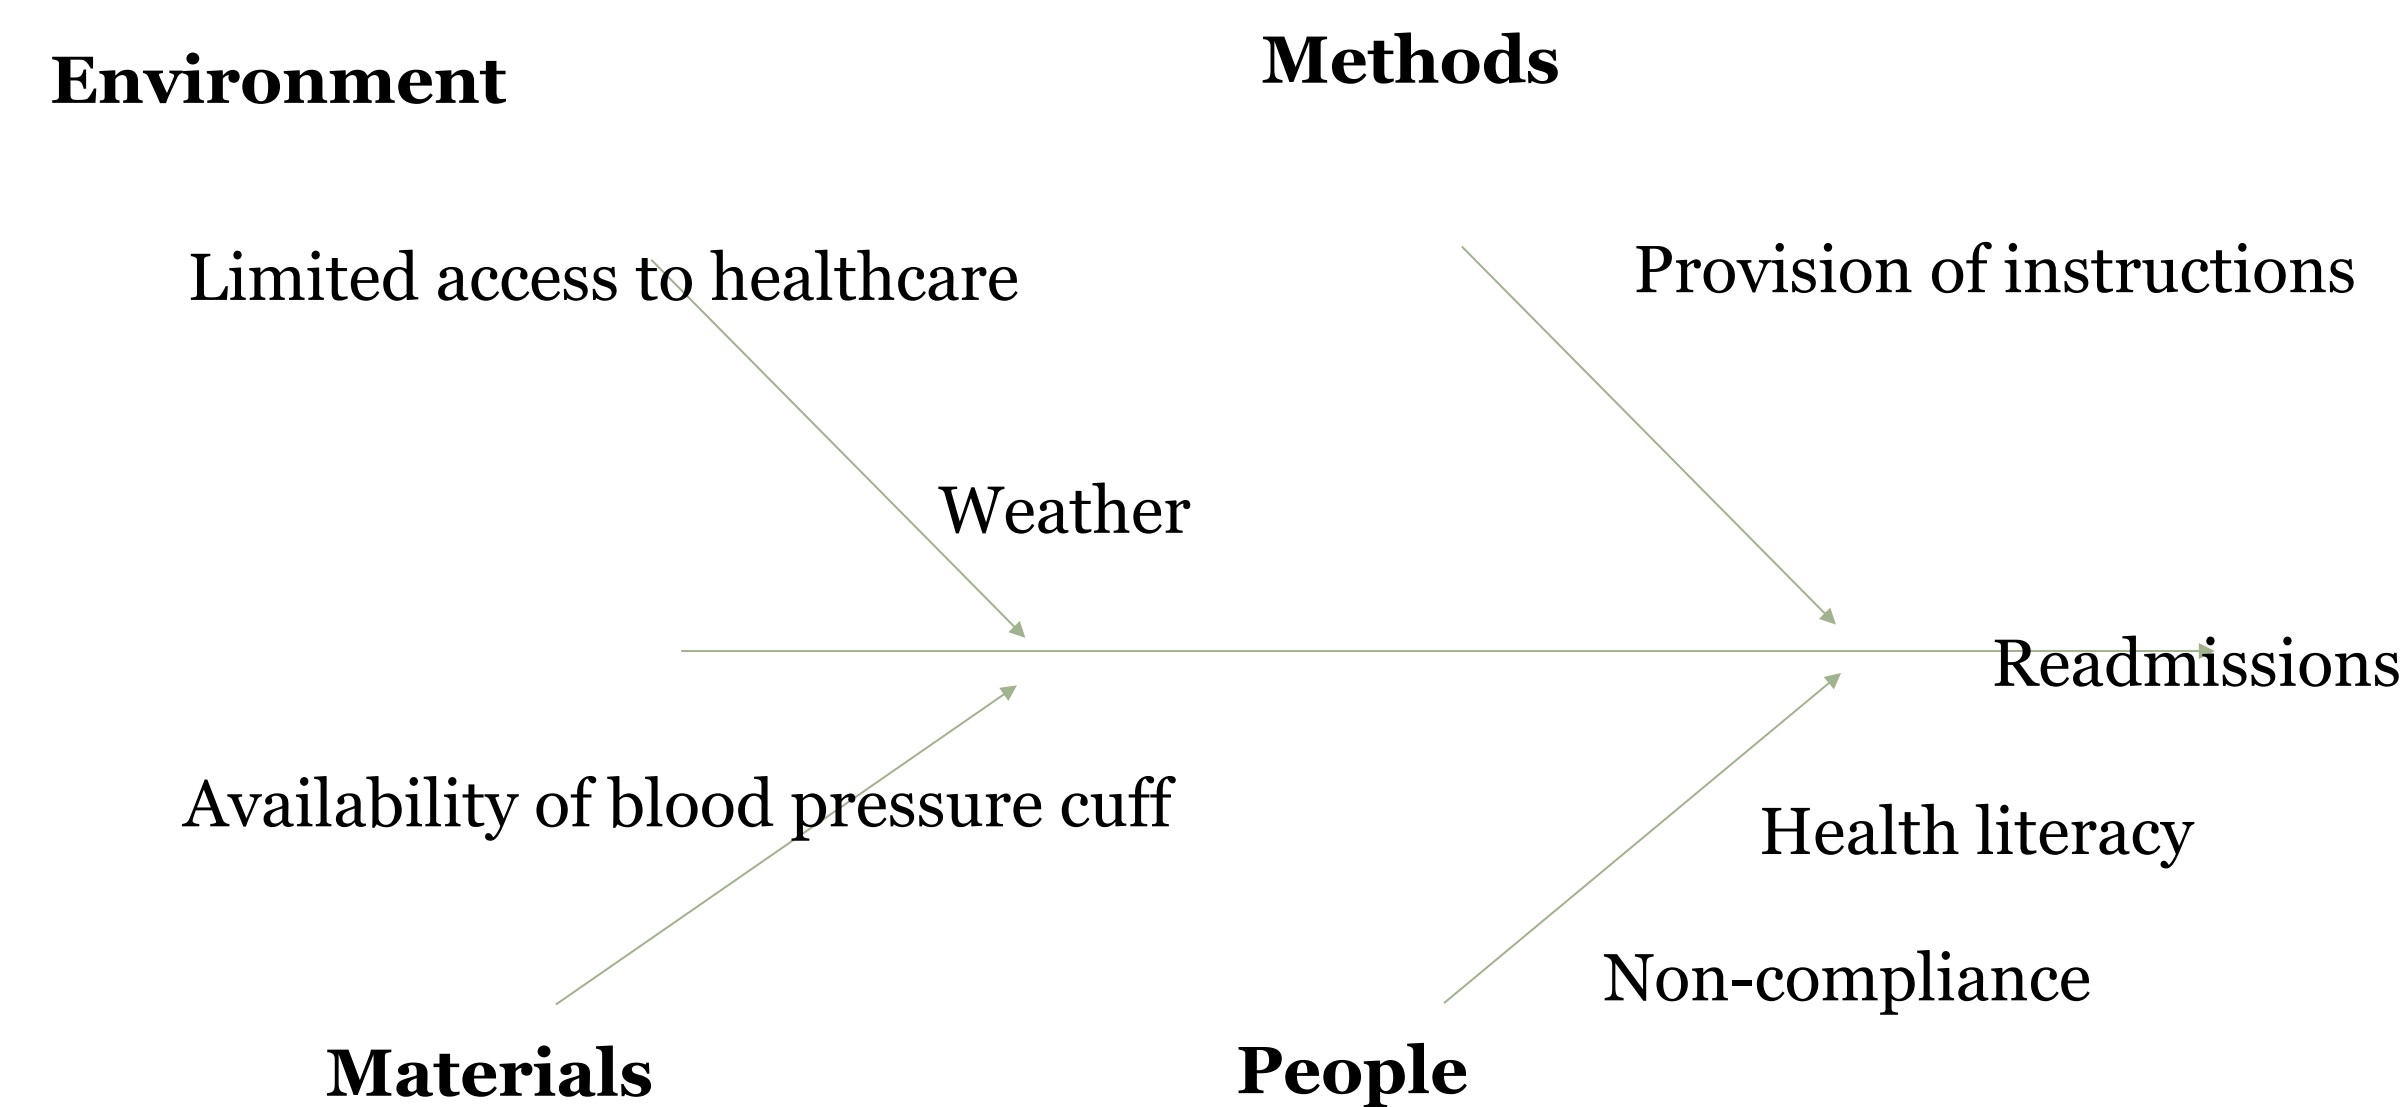 Environment
Methods
Limited access to healthcare
Provision of instructions
Weather
Readmissions
Availability of blood pressure cuff
Health literacy
Non-compliance
Materials
People